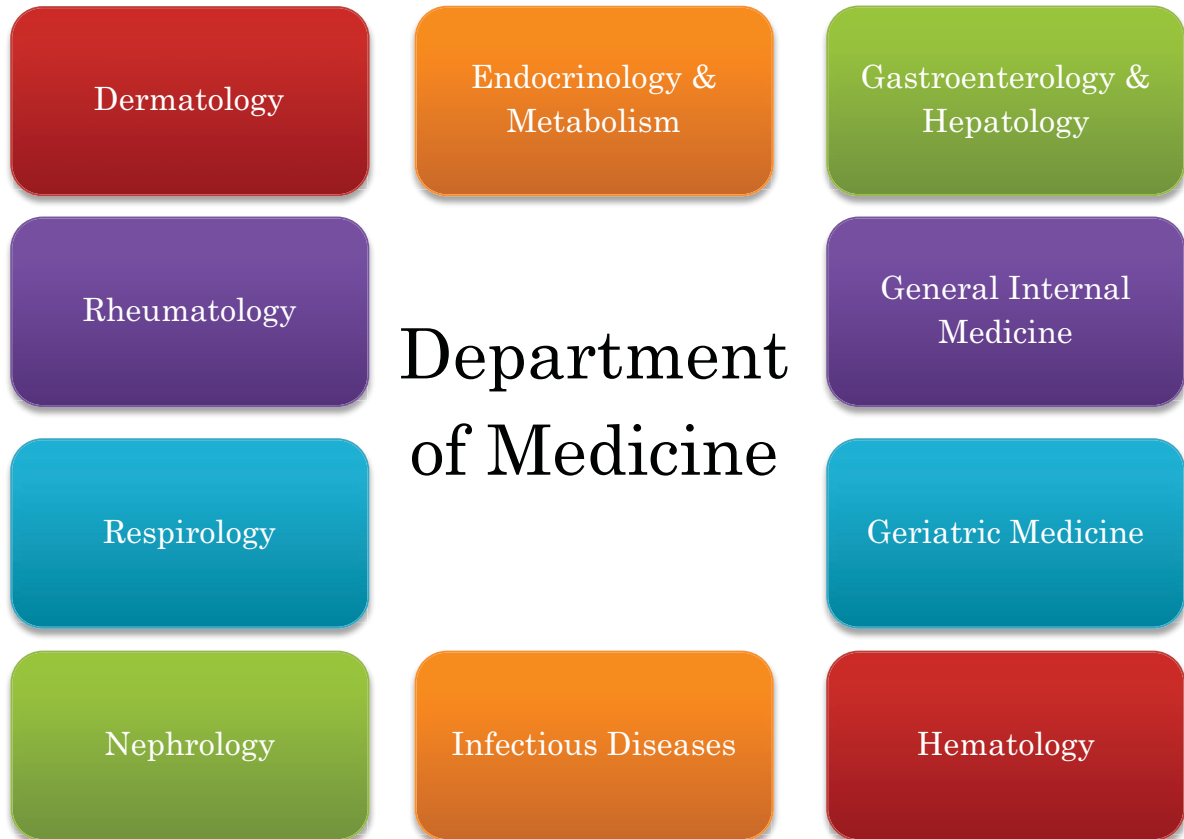 Dermatology
Endocrinology &
Metabolism
Gastroenterology &
Hepatology
Rheumatology
General Internal
Medicine
Department
of Medicine
Respirology
Geriatric Medicine
Nephrology
Infectious Diseases
Hematology